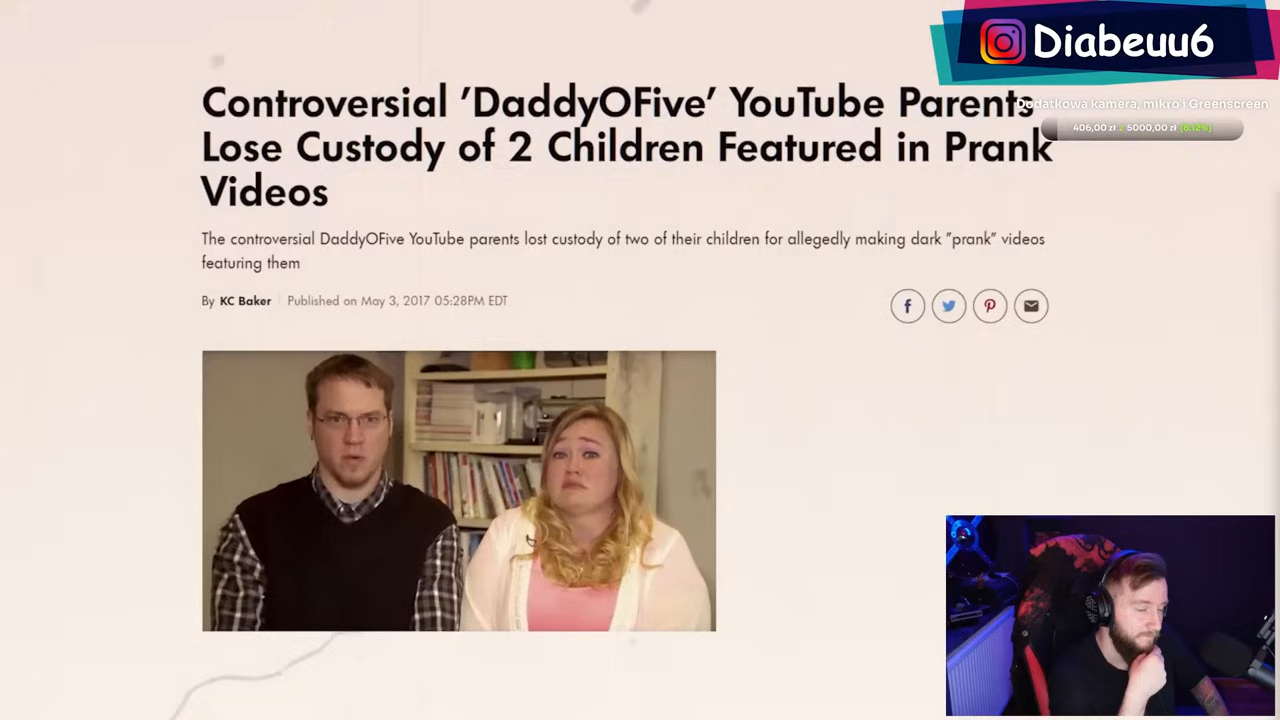 Controversial 'DaddyOFive' YouTube Parents
Lose Custody of 2 Children Featured in Prank
Videos
The controversial DaddyOFive YouTube parents lost custody of two of their children for allegedly making dark "prank" videos
featuring them
By KC Baker Published on May 3, 2017 05:28PM EDT
Diabeuu6
Dodatkowa kamera, mikro i Greenscreen
406,00 zł z 5000,00 zł (8.12%)